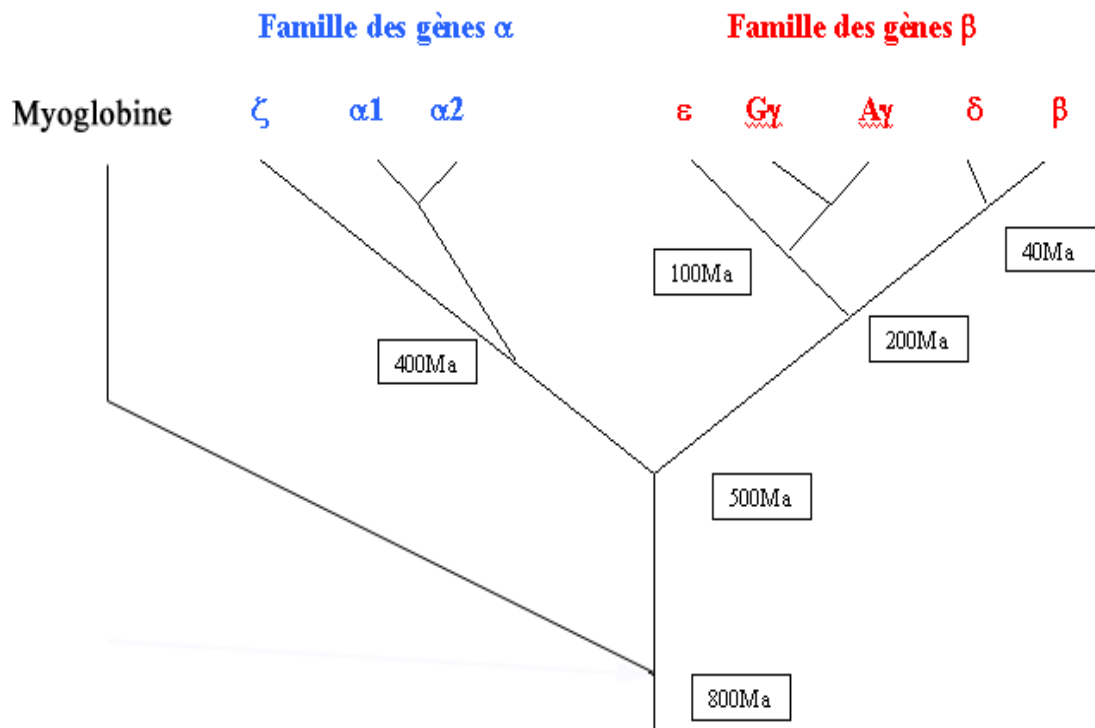 Famille des gènes α Famille des gènes β
Myoglobine ζ α1 α2 ε Gγ Aγ δ β
40Ma
100Ma
200Ma
400Ma
500Ma
800Ma